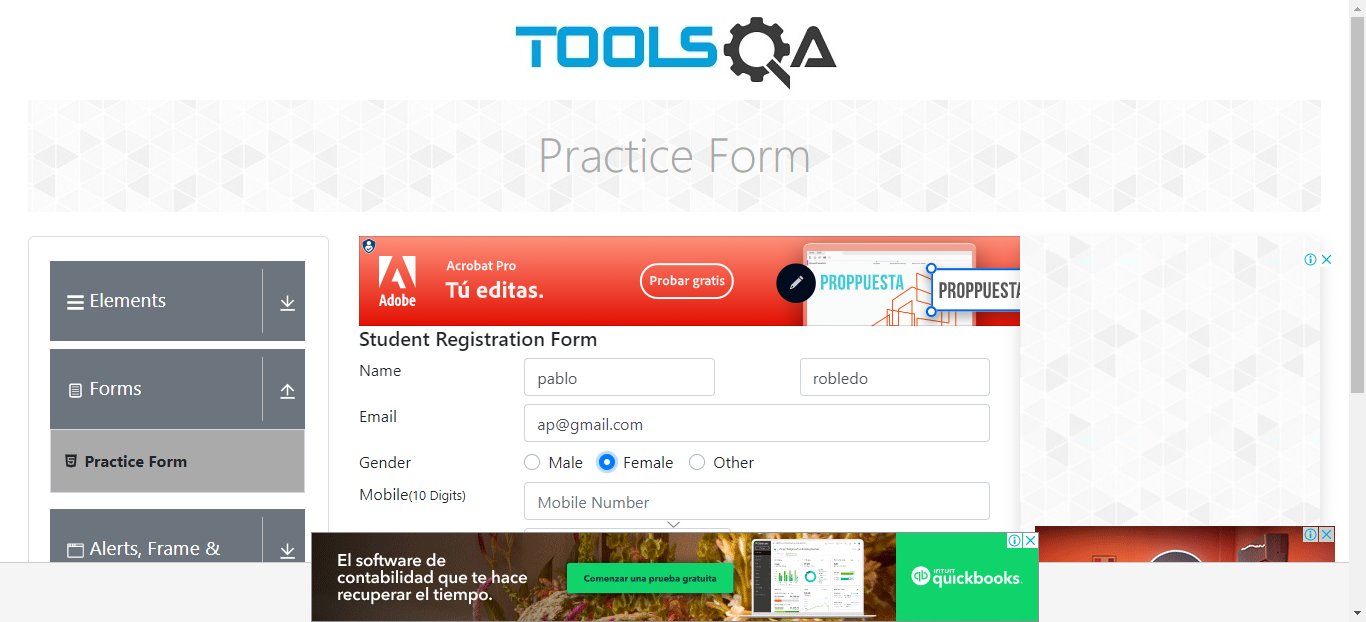 TOOLSQA
Practice Form
Elements
Forms
Practice Form
Alerts, Frame &
Adobe
Acrobat Pro
Tú editas.
Probar gratis
PROPPUESTA
PROPPUESTA
Student Registration Form
Name
pablo
robledo
Email
ap@gmail.com
Gender
Male
Female
Other
Mobile(10 Digits)
Mobile Number
El software de
contabilidad que te hace
recuperar el tiempo.
Comenzar una prueba gratuita
INTUIT
quickbooks.